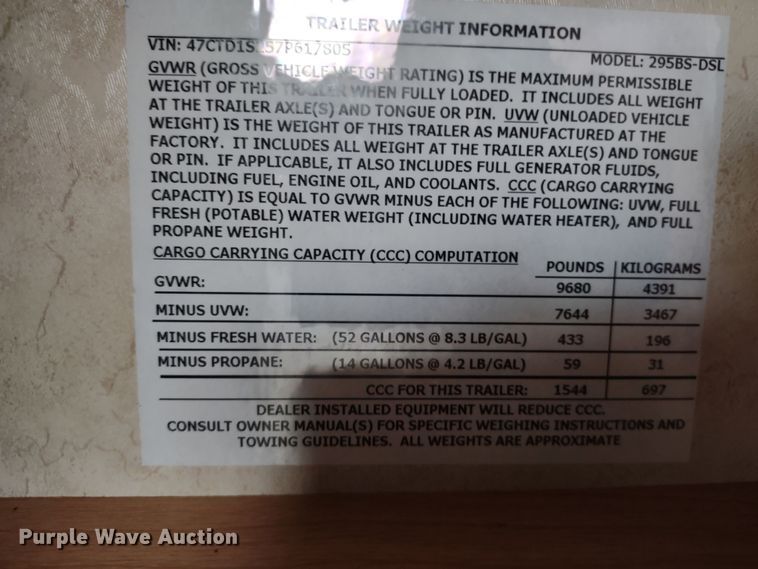 TRAILER WEIGHT INFORMATION
VIN:
MODEL: 295BS-DSL
GVWR (GROSS VEHICLE WEIGHT RATING) IS THE MAXIMUM PERMISSIBLE
WEIGHT OF THIS TRAILER WHEN FULLY LOADED. IT INCLUDES ALL WEIGHT
AT THE TRAILER AXLE(S) AND TONGUE OR PIN. UVW (UNLOADED VEHICLE
WEIGHT) IS THE WEIGHT OF THIS TRAILER AS MANUFACTURED AT THE
FACTORY. IT INCLUDES ALL WEIGHT AT THE TRAILER AXLE(S) AND TONGUE
OR PIN. IF APPLICABLE, IT ALSO INCLUDES FULL GENERATOR FLUIDS,
INCLUDING FUEL, ENGINE OIL, AND COOLANTS. CCC (CARGO CARRYING
CAPACITY) IS EQUAL TO GVWR MINUS EACH OF THE FOLLOWING: UVW, FULL
FRESH (POTABLE) WATER WEIGHT (INCLUDING WATER HEATER), AND FULL
PROPANE WEIGHT.
CARGO CARRYING CAPACITY (CCC) COMPUTATION
POUNDS KILOGRAMS
GVWR: 9680 4391
MINUS UVW: 7644 3467
MINUS FRESH WATER: (52 GALLONS @ 8.3 LB/GAL) 433 196
MINUS PROPANE: (14 GALLONS @ 4.2 LB/GAL) 59 31
CCC FOR THIS TRAILER: 1544 697
DEALER INSTALLED EQUIPMENT WILL REDUCE CCC.
CONSULT OWNER MANUAL(S) FOR SPECIFIC WEIGHING INSTRUCTIONS AND
TOWING GUIDELINES. ALL WEIGHTS ARE APPROXIMATE
Purple Wave Auction